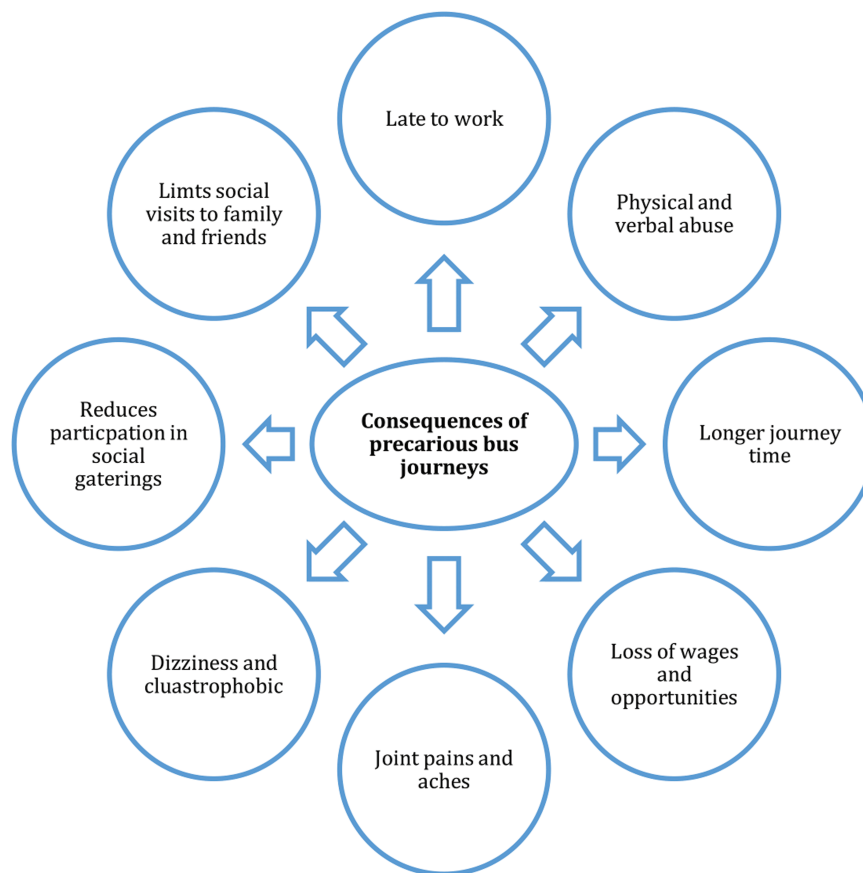 Late to work
Limts social
visits to family
and friends
Physical and
verbal abuse
Reduces
particpation in
social
gaterings
Consequences of
precarious bus
journeys
Longer journey
time
Dizziness and
cluastrophobic
Loss of wages
and
opportunities
Joint pains and
aches